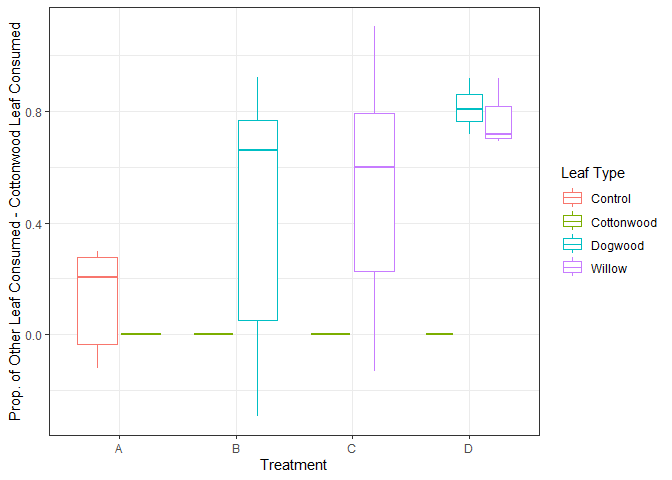 Prop. of Other Leaf Consumed - Cottonwood Leaf Consumed
0.8
0.4
0.0
A B C D
Treatment
Leaf Type
Control
Cottonwood
Dogwood
Willow